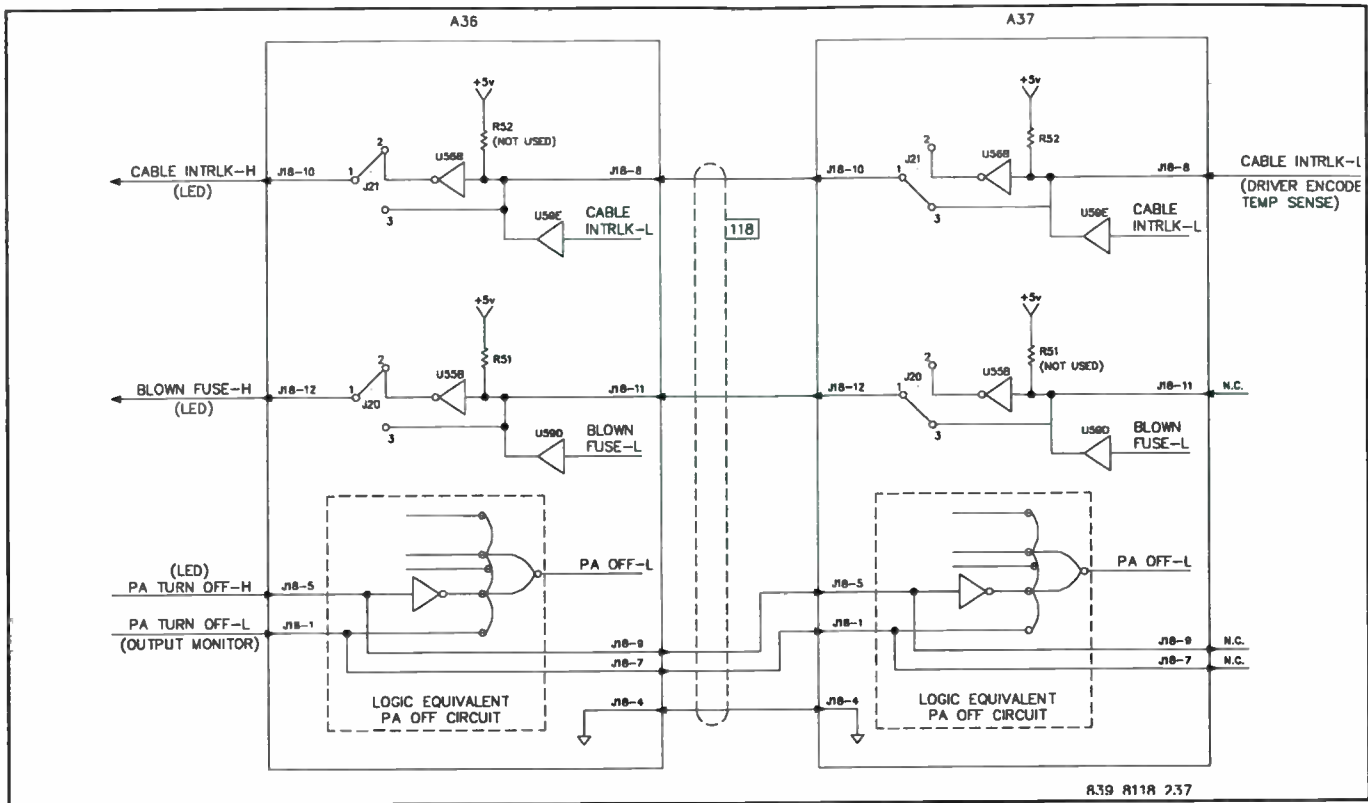 A36
A37
+5v
R52
(NOT USED)
2
U56B
CABLE INTRLK-H
(LED)
J18-10
1
J21
3
J18-8
U59E
CABLE
INTRLK-L
118
+5v
R52
J21
2
U56B
J18-10
1
3
J18-8
U59E
CABLE
INTRLK-L
CABLE INTRLK-L
(DRIVER ENCODE
TEMP SENSE)
+5v
R51
2
U55B
BLOWN FUSE-H
(LED)
J18-12
1
J20
3
J18-11
U59D
BLOWN
FUSE-L
+5v
R51
(NOT USED)
J20
2
U55B
J18-12
1
3
J18-11
N.C.
U59D
BLOWN
FUSE-L
(LED)
PA TURN OFF-H
J18-5
PA OFF-L
PA TURN OFF-L
(OUTPUT MONITOR)
J18-1
J18-9
J18-7
LOGIC EQUIVALENT
PA OFF CIRCUIT
J18-4
J18-5
PA OFF-L
J18-1
J18-9
N.C.
J18-7
N.C.
LOGIC EQUIVALENT
PA OFF CIRCUIT
J18-4
839 8118 237